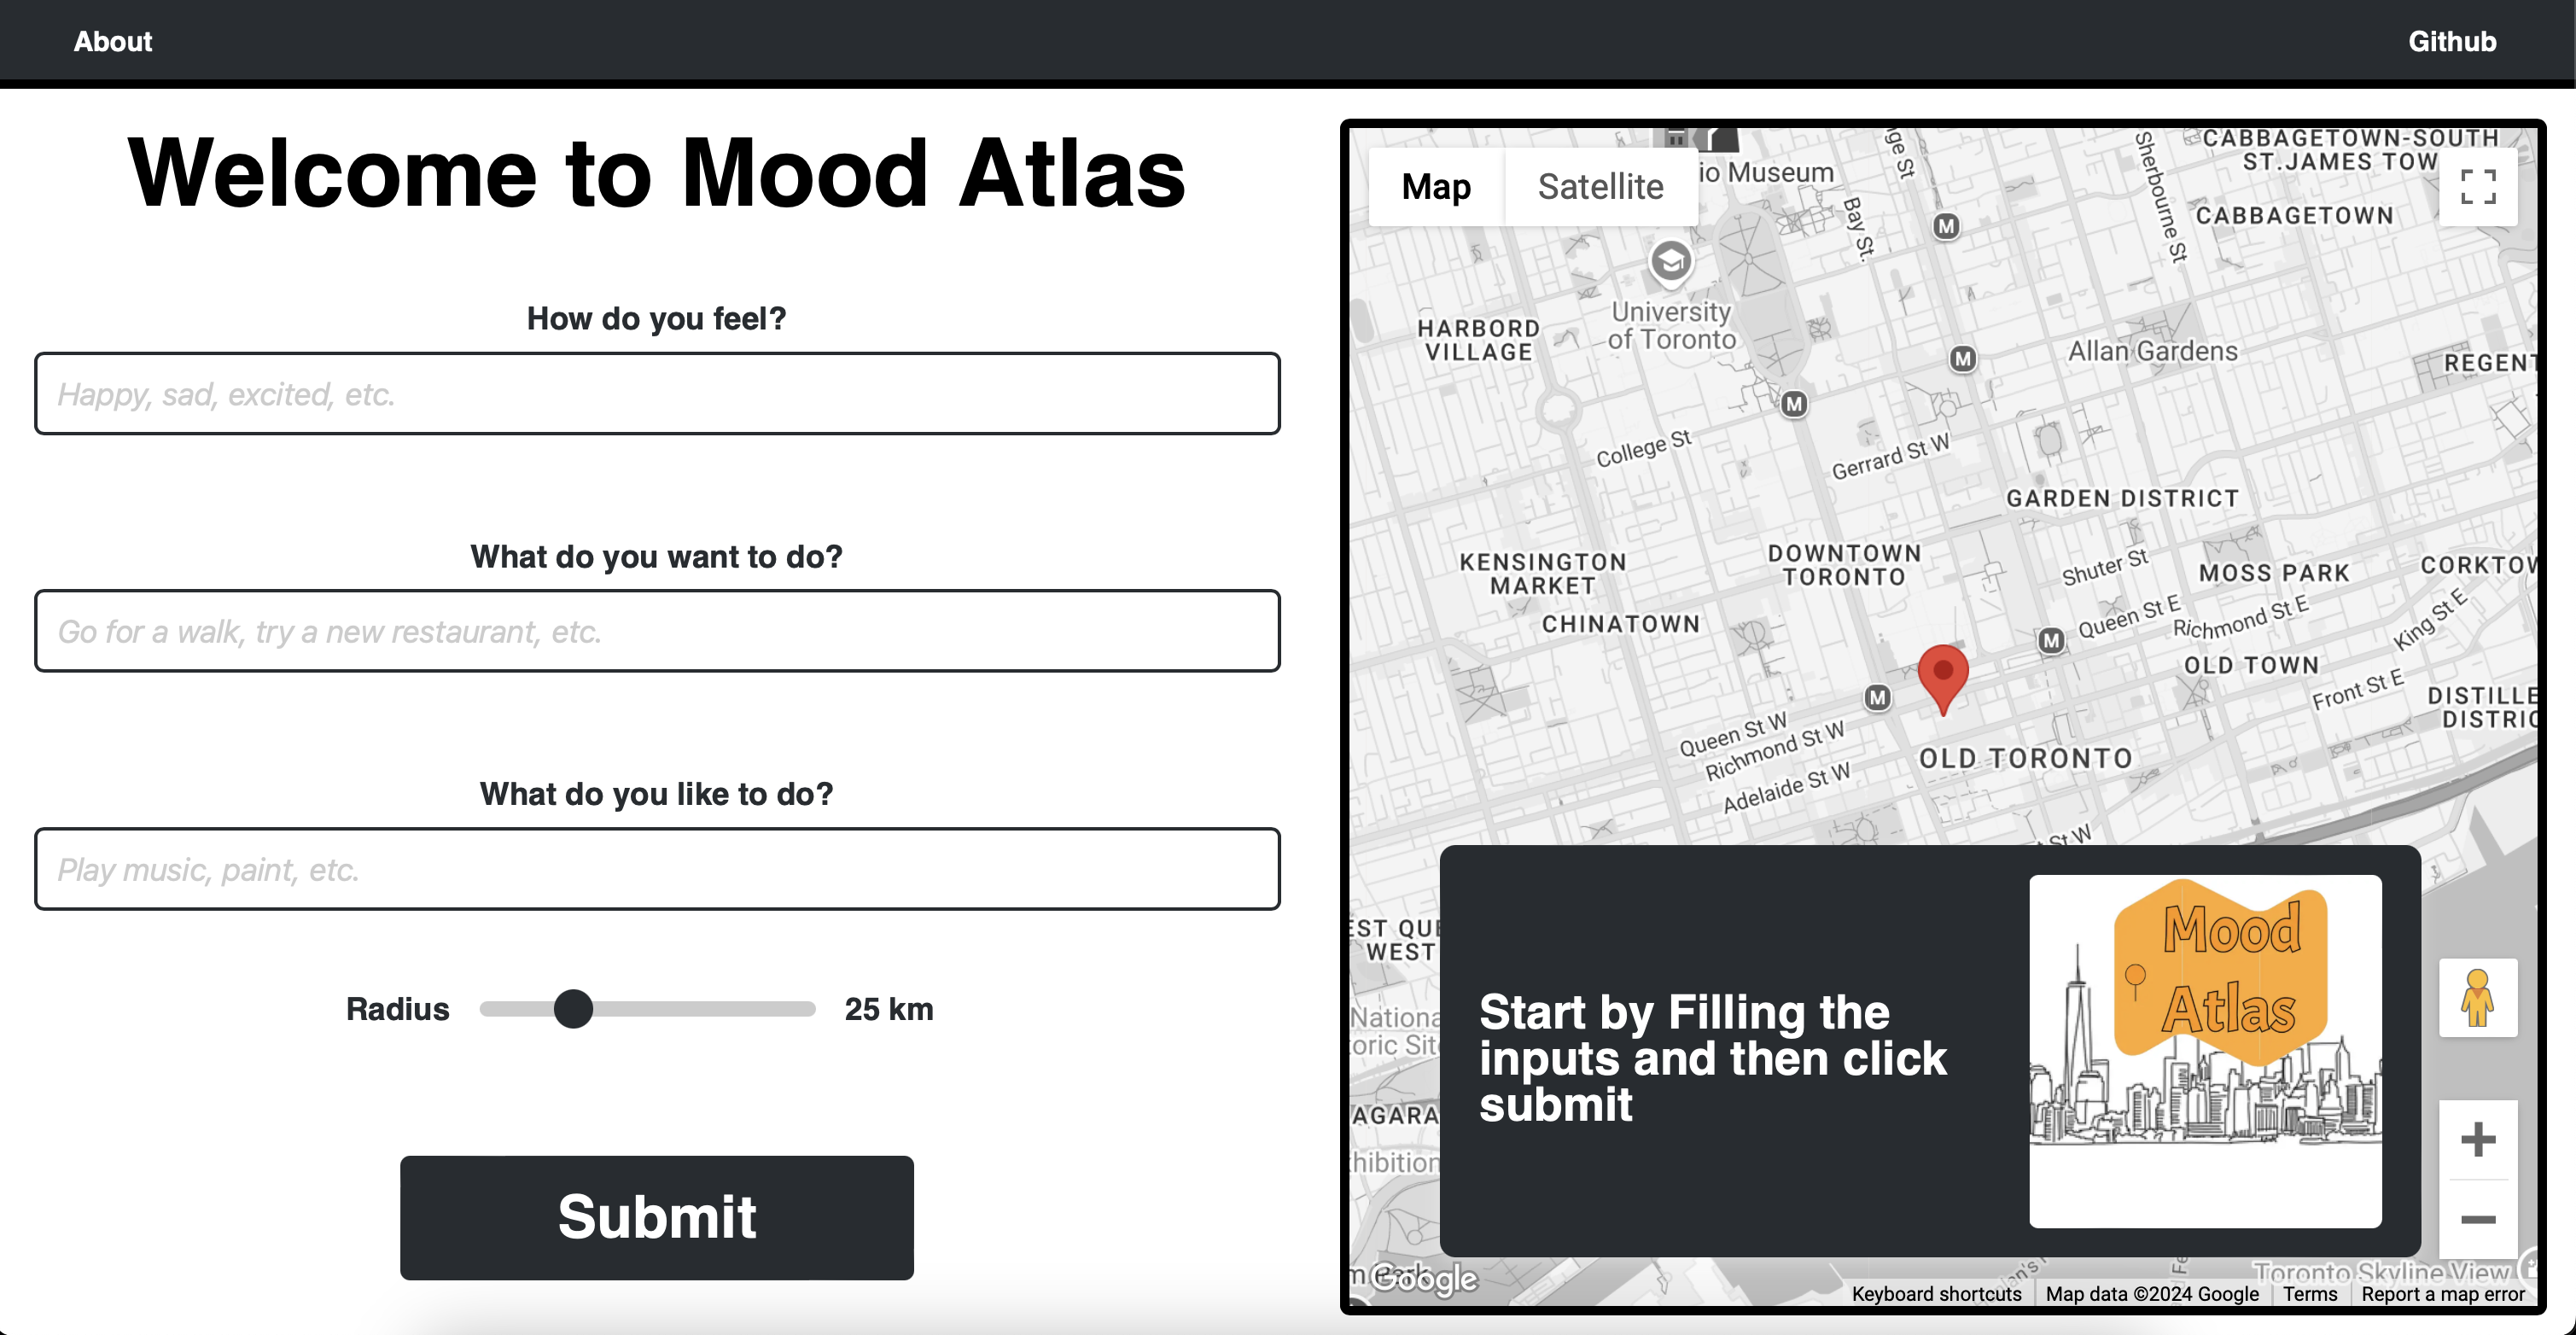 About
Github
Welcome to Mood Atlas
How do you feel?
Happy, sad, excited, etc.
What do you want to do?
Go for a walk, try a new restaurant, etc.
What do you like to do?
Play music, paint, etc.
Radius
25 km
Submit
Map
Satellite
io Museum
ge St
Bay St.
Sherbourne St
CABBAGETOWN-SOUTH
ST.JAMES TOW
CABBAGETOWN
M
University
of Toronto
HARBORD
VILLAGE
M
Allan Gardens
REGENT
M
College St
Gerrard St W
GARDEN DISTRICT
KENSINGTON
MARKET
DOWNTOWN
TORONTO
Shuter St
MOSS PARK
CORKTOW
CHINATOWN
M
Queen St E
Richmond St E
King St E
OLD TOWN
M
Front St E
DISTILLE
DISTRIC
Queen St W
Richmond St W
Adelaide St W
OLD TORONTO
St W
EST QUE
WEST
Nationa
oric Sit
AGARA
hibition
Start by Filling the
inputs and then click
submit
Mood
Atlas
Google
Toronto Skyline View
Keyboard shortcuts
Map data ©2024 Google
Terms
Report a map error